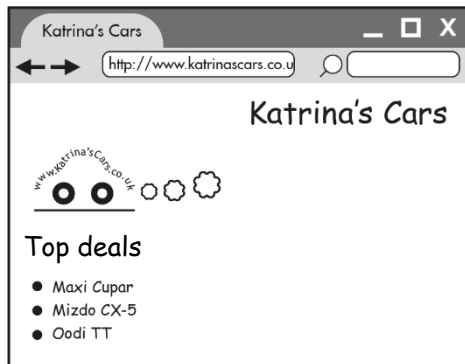 Katrina's Cars
X
http://www.katrinascars.co.u
Katrina's Cars
www.Katrina'sCars.co.uk
Top deals
• Maxi Cupar
• Mizdo CX-5
• Oodi TT